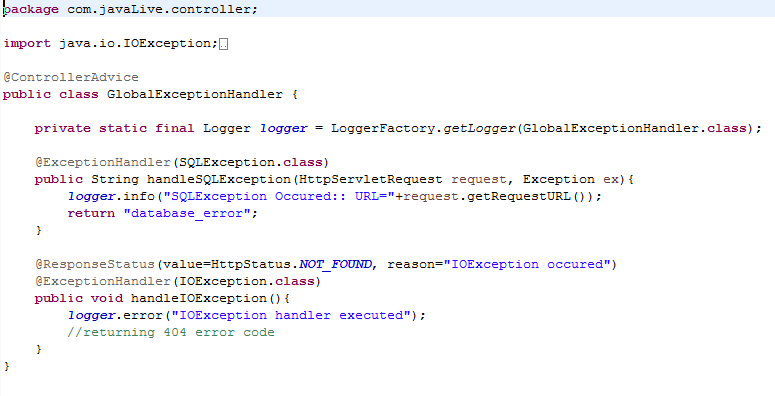 package com.javaLive.controller;
import java.io.IOException;
@ControllerAdvice
public class GlobalExceptionHandler {
private static final Logger logger = LoggerFactory.getLogger(GlobalExceptionHandler.class);
@ExceptionHandler(SQLException.class)
public String handleSQLException(HttpServletRequest request, Exception ex){
logger.info("SQLException Occured:: URL="+request.getRequestURL());
return "database_error";
}
@ResponseStatus(value=HttpStatus.NOT_FOUND, reason="IOException occured")
@ExceptionHandler(IOException.class)
public void handleIOException(){
logger.error("IOException handler executed");
//returning 404 error code
}
}